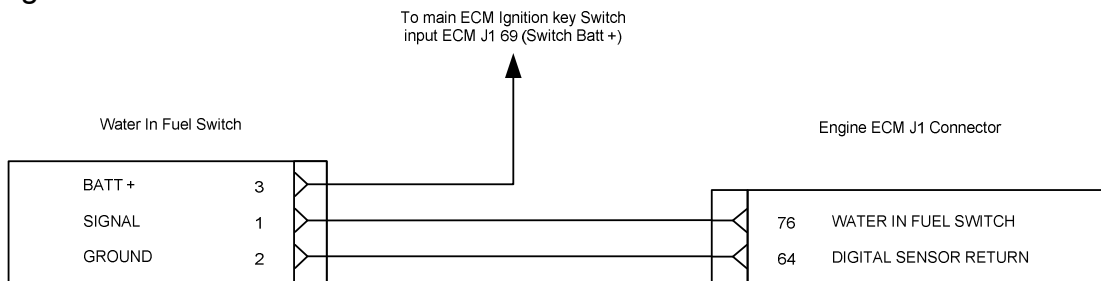 To main ECM Ignition key Switch
input ECM J1 69 (Switch Batt +)
Water In Fuel Switch
Engine ECM J1 Connector
BATT + 3
SIGNAL 1
76 WATER IN FUEL SWITCH
GROUND 2
64 DIGITAL SENSOR RETURN